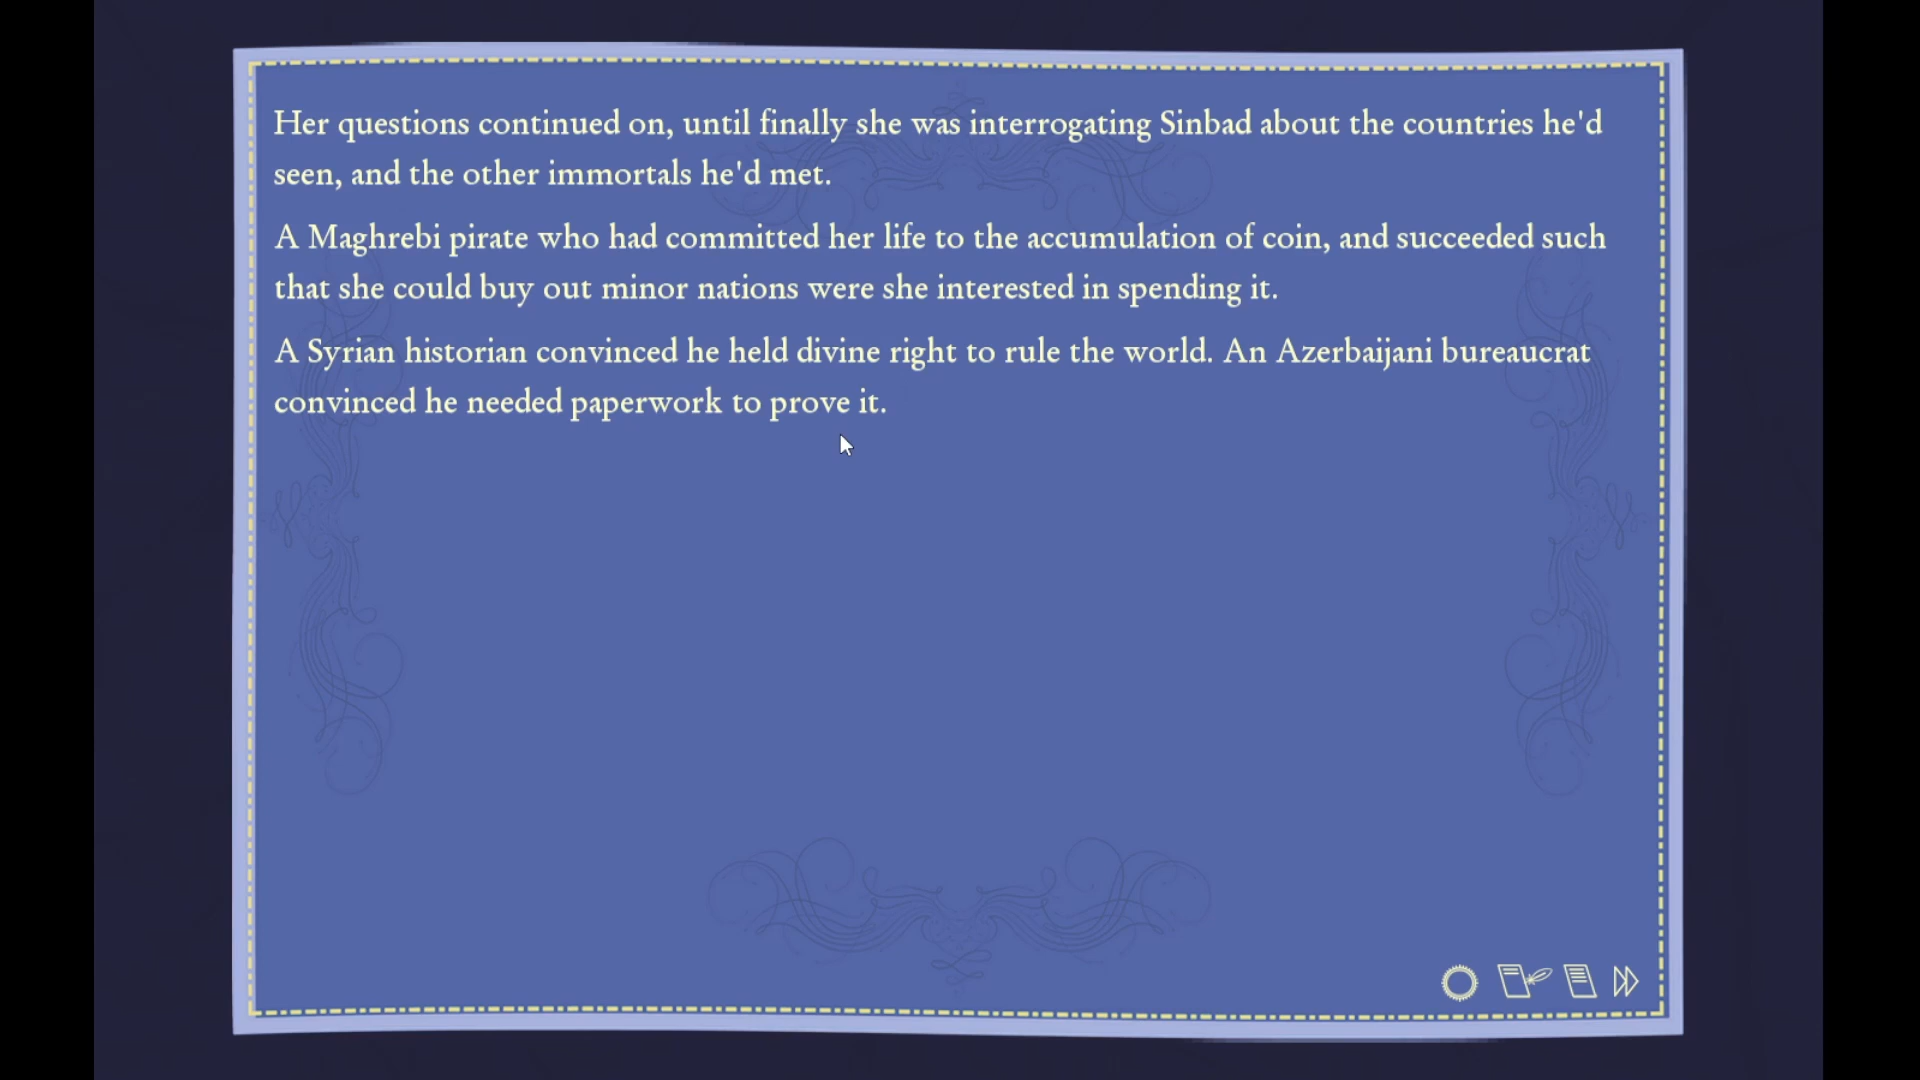 Her questions continued on, until finally she was interrogating Sinbad about the countries he'd
seen, and the other immortals he'd met.
A Maghrebi pirate who had committed her life to the accumulation of coin, and succeeded such
that she could buy out minor nations were she interested in spending it.
A Syrian historian convinced he held divine right to rule the world. An Azerbaijani bureaucrat
convinced he needed paperwork to prove it.